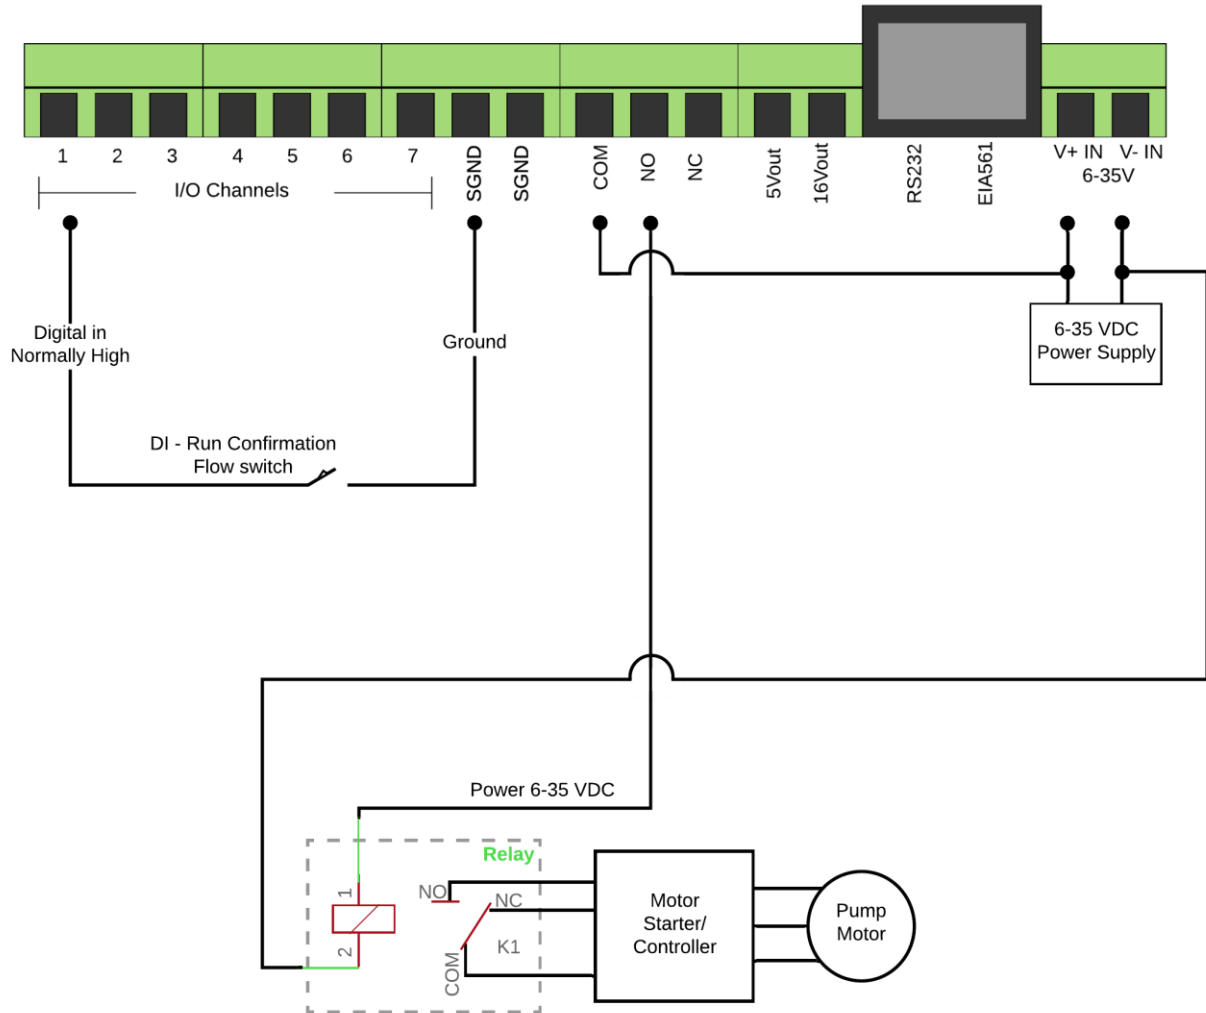 1
2
3
4
5
6
7
SGND
SGND
COM
NO
NC
5Vout
16Vout
RS232
EIA561
V+ IN
V- IN
6-35V
I/O Channels
Digital in
Normally High
Ground
6-35 VDC
Power Supply
DI - Run Confirmation
Flow switch
Power 6-35 VDC
Relay
1
2
NO
NC
K1
COM
Motor
Starter/
Controller
Pump
Motor